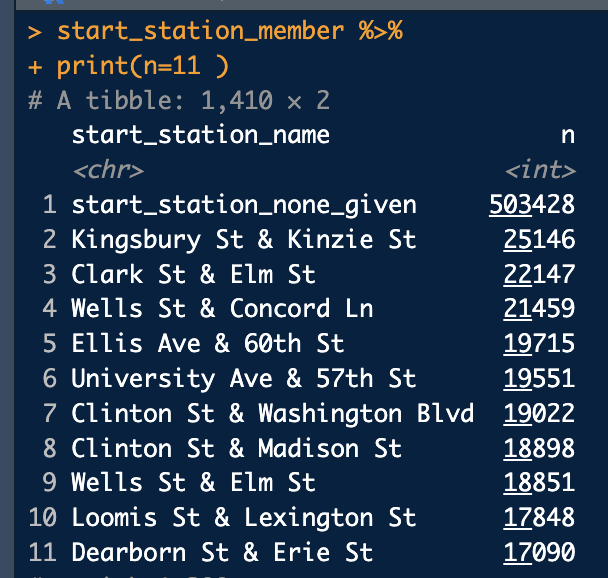 > start_station_member %>%
+ print(n=11 )
# A tibble: 1,410 × 2
start_station_name n
<chr> <int>
1 start_station_none_given 503428
2 Kingsbury St & Kinzie St 25146
3 Clark St & Elm St 22147
4 Wells St & Concord Ln 21459
5 Ellis Ave & 60th St 19715
6 University Ave & 57th St 19551
7 Clinton St & Washington Blvd 19022
8 Clinton St & Madison St 18898
9 Wells St & Elm St 18851
10 Loomis St & Lexington St 17848
11 Dearborn St & Erie St 17090